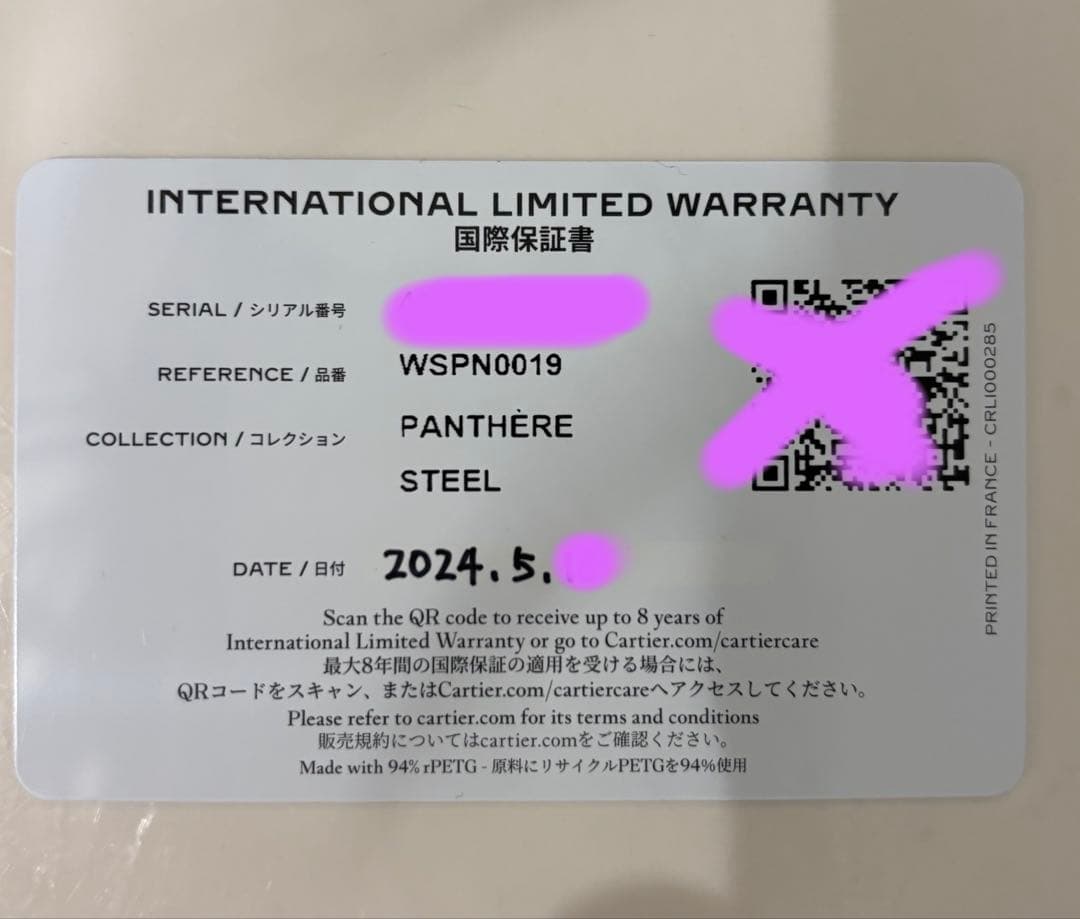 INTERNATIONAL LIMITED WARRANTY
国際保証書
SERIAL / シリアル番号
REFERENCE / 品番 WSPN0019
COLLECTION / コレクション PANTHÈRE
STEEL
DATE / 日付 2024.5.
Scan the QR code to receive up to 8 years of
International Limited Warranty or go to Cartier.com/cartiercare
最大8年間の国際保証の適用を受ける場合には、
QRコードをスキャン、またはCartier.com/cartiercareへアクセスしてください。
Please refer to cartier.com for its terms and conditions
販売規約についてはcartier.comをご確認ください。
Made with 94% rPETG - 原料にリサイクルPETGを94%使用
PRINTED IN FRANCE - CRLI000285